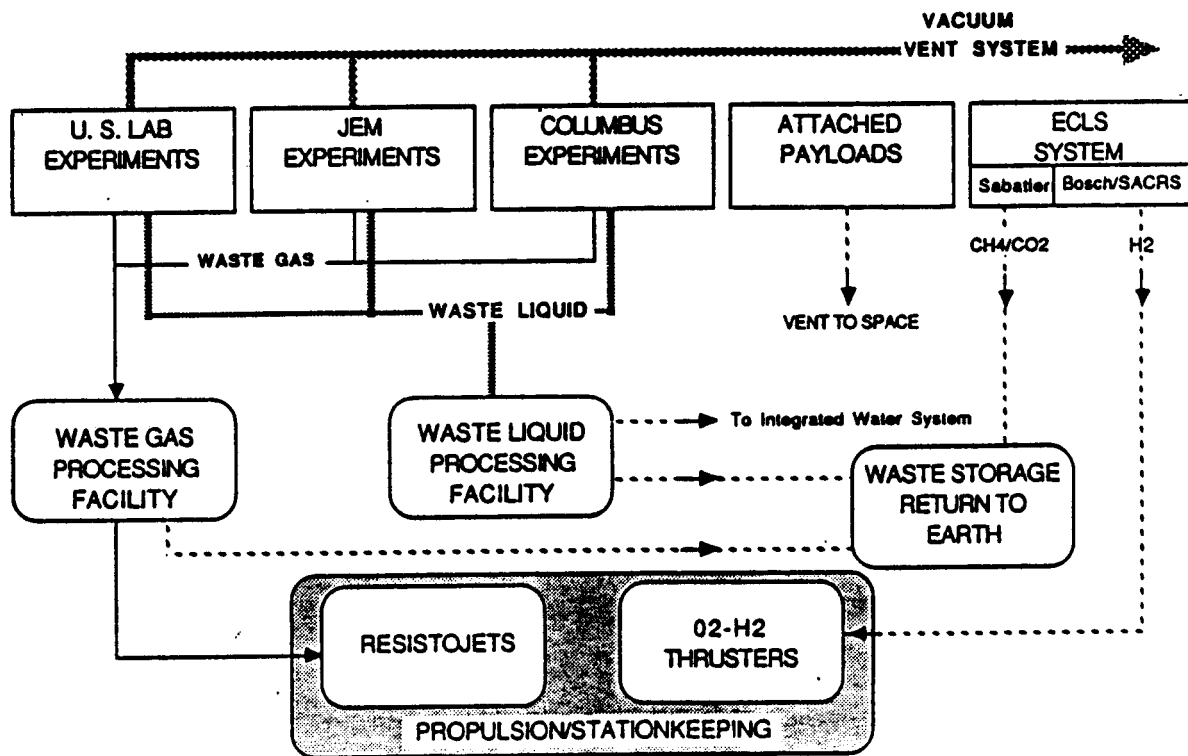 VACUUM
VENT SYSTEM
U. S. LAB
EXPERIMENTS
JEM
EXPERIMENTS
COLUMBUS
EXPERIMENTS
ATTACHED
PAYLOADS
ECLS
SYSTEM
Sabatier
Bosch/SACRS
CH4/CO2
H2
WASTE GAS
WASTE LIQUID
VENT TO SPACE
WASTE GAS
PROCESSING
FACILITY
WASTE LIQUID
PROCESSING
FACILITY
To Integrated Water System
WASTE STORAGE
RETURN TO
EARTH
RESISTOJETS
02-H2
THRUSTERS
PROPULSION/STATIONKEEPING